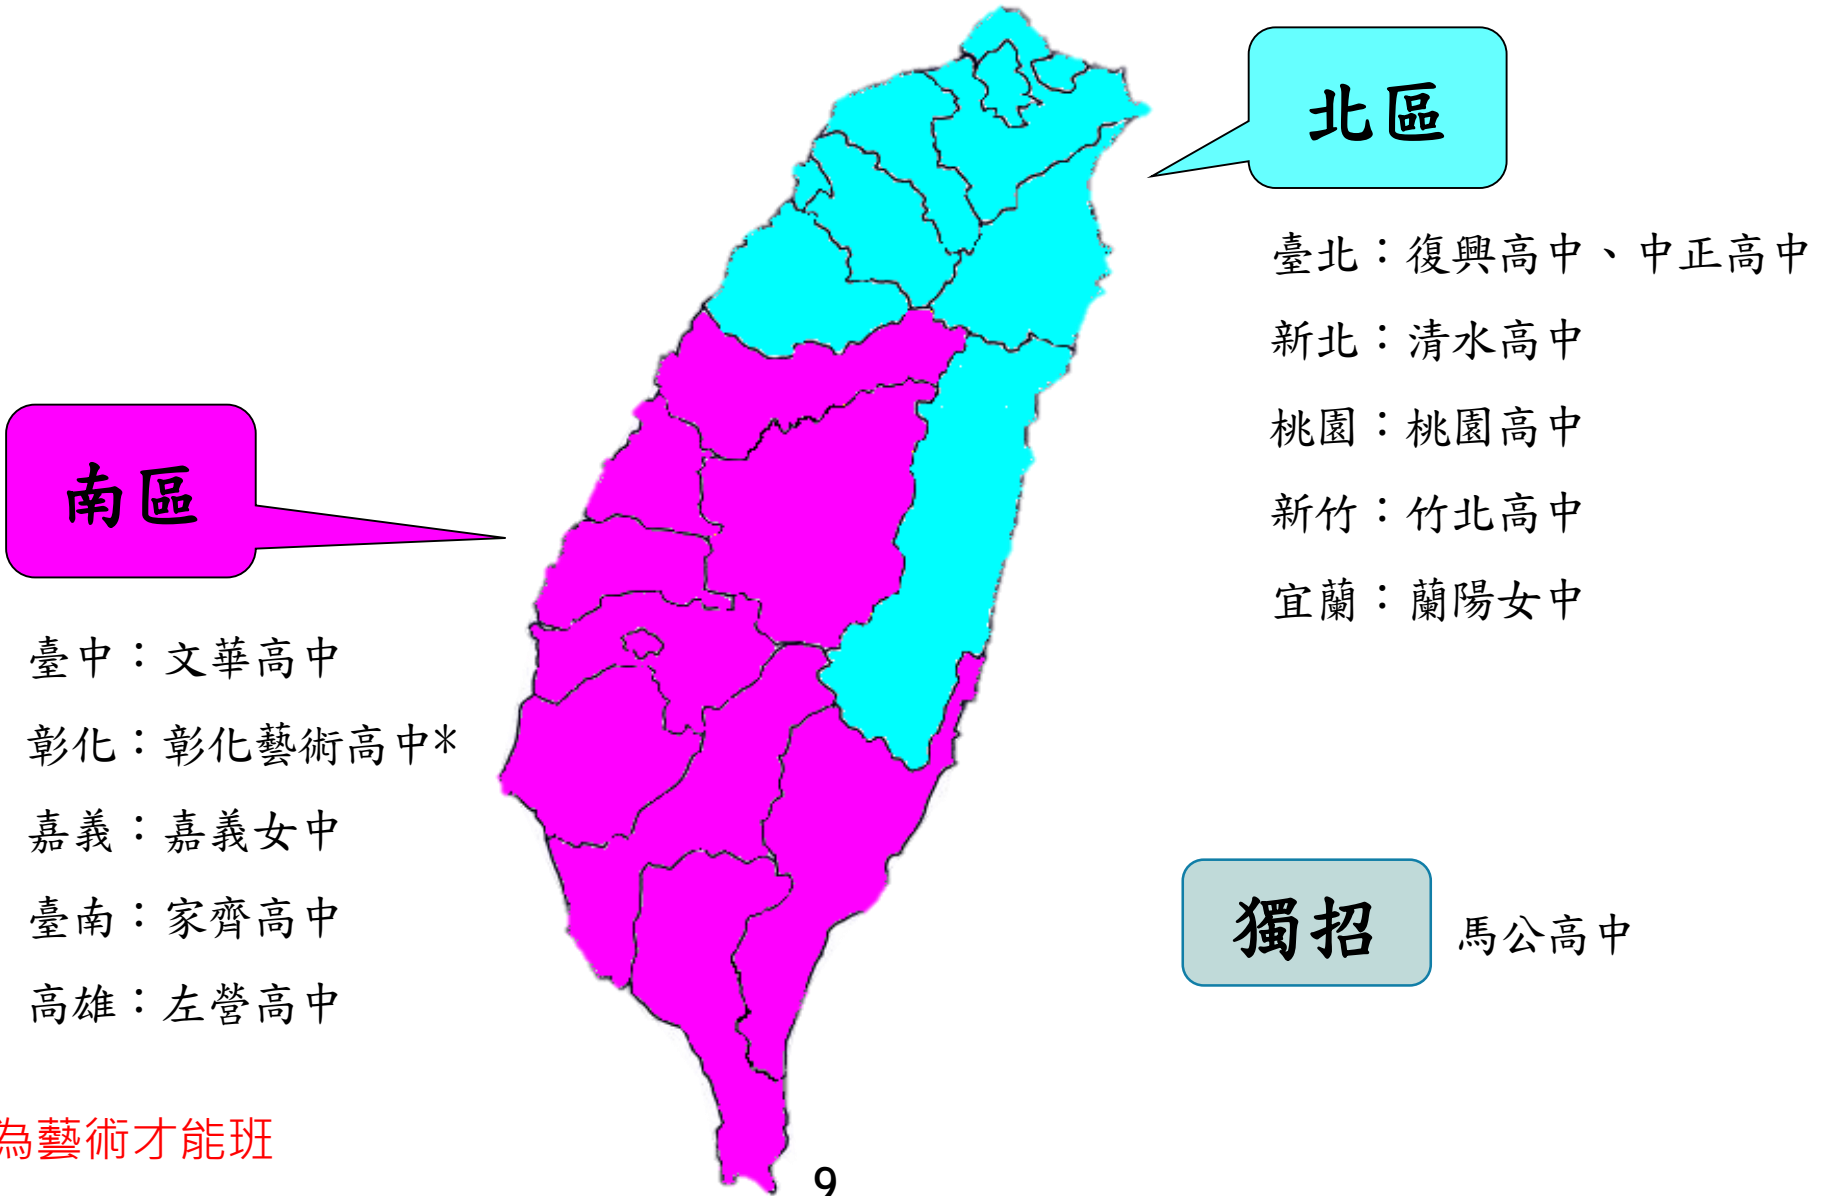 北區
臺北：復興高中、中正高中
新北：清水高中
桃園：桃園高中
新竹：竹北高中
宜蘭：蘭陽女中
南區
臺中：文華高中
彰化：彰化藝術高中*
嘉義：嘉義女中
臺南：家齊高中
高雄：左營高中
獨招
馬公高中
為藝術才能班
9